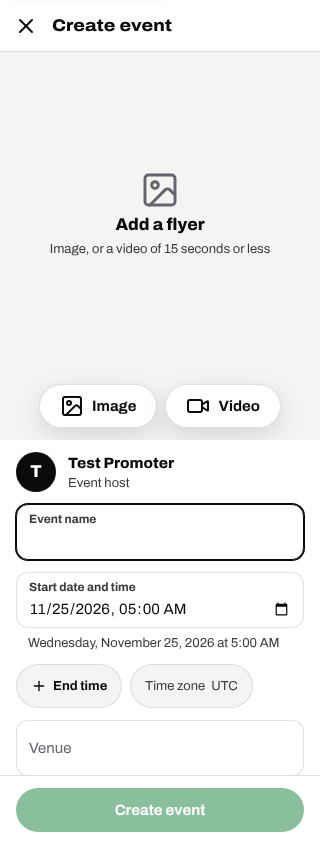 Create event
Add a flyer
Image, or a video of 15 seconds or less
Image Video
T
Test Promoter
Event host
Event name
Start date and time
11/25/2026, 05:00 AM
Wednesday, November 25, 2026 at 5:00 AM
End time Time zone UTC
Venue
Create event